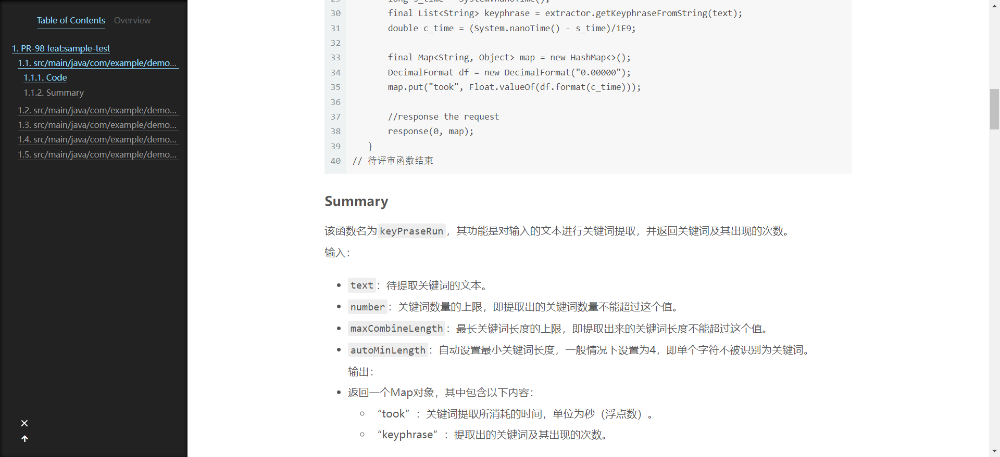 Table of Contents Overview
1. PR-98 feat:sample-test
1.1. src/main/java/com/example/demo...
1.1.1. Code
1.1.2. Summary
1.2. src/main/java/com/example/demo...
1.3. src/main/java/com/example/demo...
1.4. src/main/java/com/example/demo...
1.5. src/main/java/com/example/demo...
30 final List<String> keyphrase = extractor.getKeyphraseFromString(text);
31 double c_time = (System.nanoTime() - s_time)/1E9;
32
33 final Map<String, Object> map = new HashMap<>();
34 DecimalFormat df = new DecimalFormat("0.00000");
35 map.put("took", Float.valueOf(df.format(c_time)));
36
37 //response the request
38 response(0, map);
39 }
40 // 待评审函数结束
Summary
该函数名为keyPraseRun，其功能是对输入的文本进行关键词提取，并返回关键词及其出现的次数。
输入：
• text：待提取关键词的文本。
• number：关键词数量的上限，即提取出的关键词数量不能超过这个值。
• maxCombineLength：最长关键词长度的上限，即提取出来的关键词长度不能超过这个值。
• autoMinLength：自动设置最小关键词长度，一般情况下设置为4，即单个字符不被识别为关键词。
输出：
• 返回一个Map对象，其中包含以下内容：
○ “took”：关键词提取所消耗的时间，单位为秒（浮点数）。
○ “keyphrase”：提取出的关键词及其出现的次数。